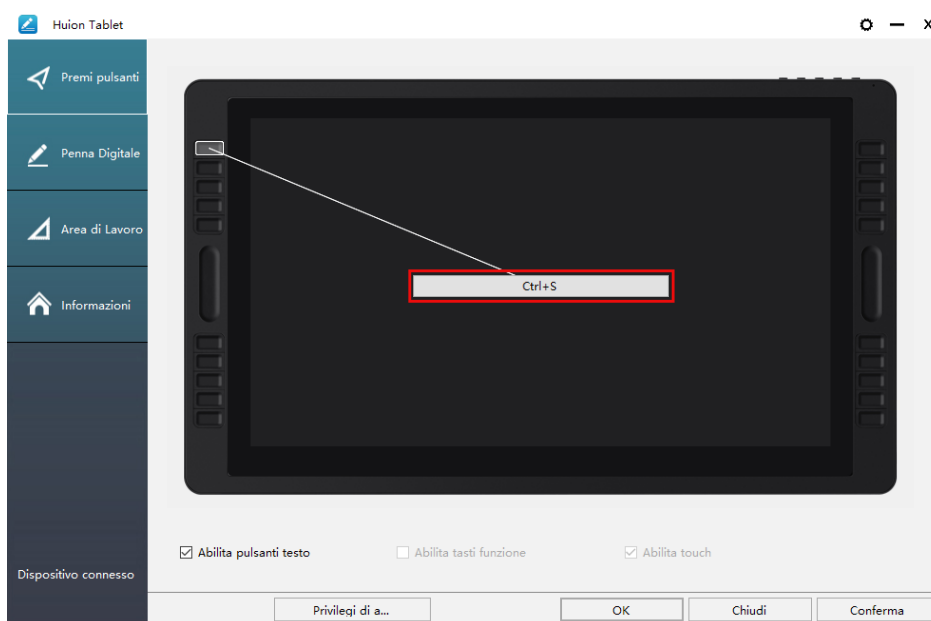 Huion Tablet
Premi pulsanti
Penna Digitale
Area di Lavoro
Informazioni
Ctrl+S
Abilita pulsanti testo
Abilita tasti funzione
Abilita touch
Dispositivo connesso
Privilegi di a...
OK
Chiudi
Conferma